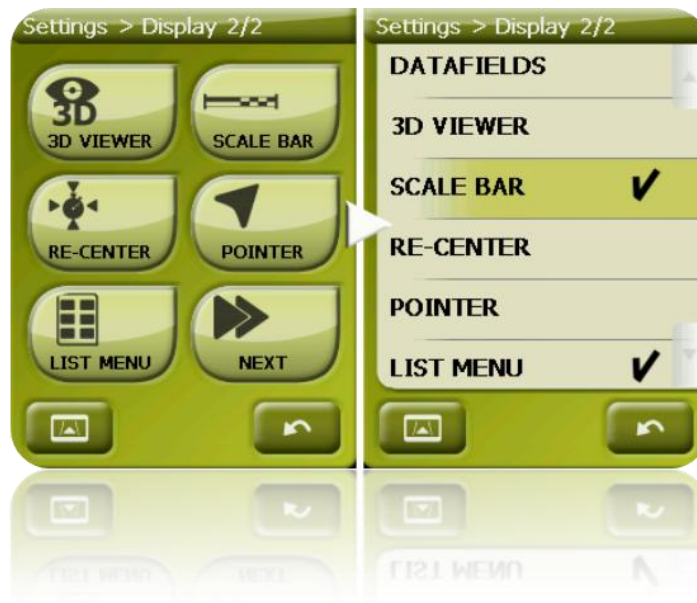 Settings > Display 2/2
3D
3D VIEWER
SCALE BAR
RE-CENTER
POINTER
LIST MENU
NEXT
Settings > Display 2/2
DATAFIELDS
3D VIEWER
SCALE BAR
RE-CENTER
POINTER
LIST MENU